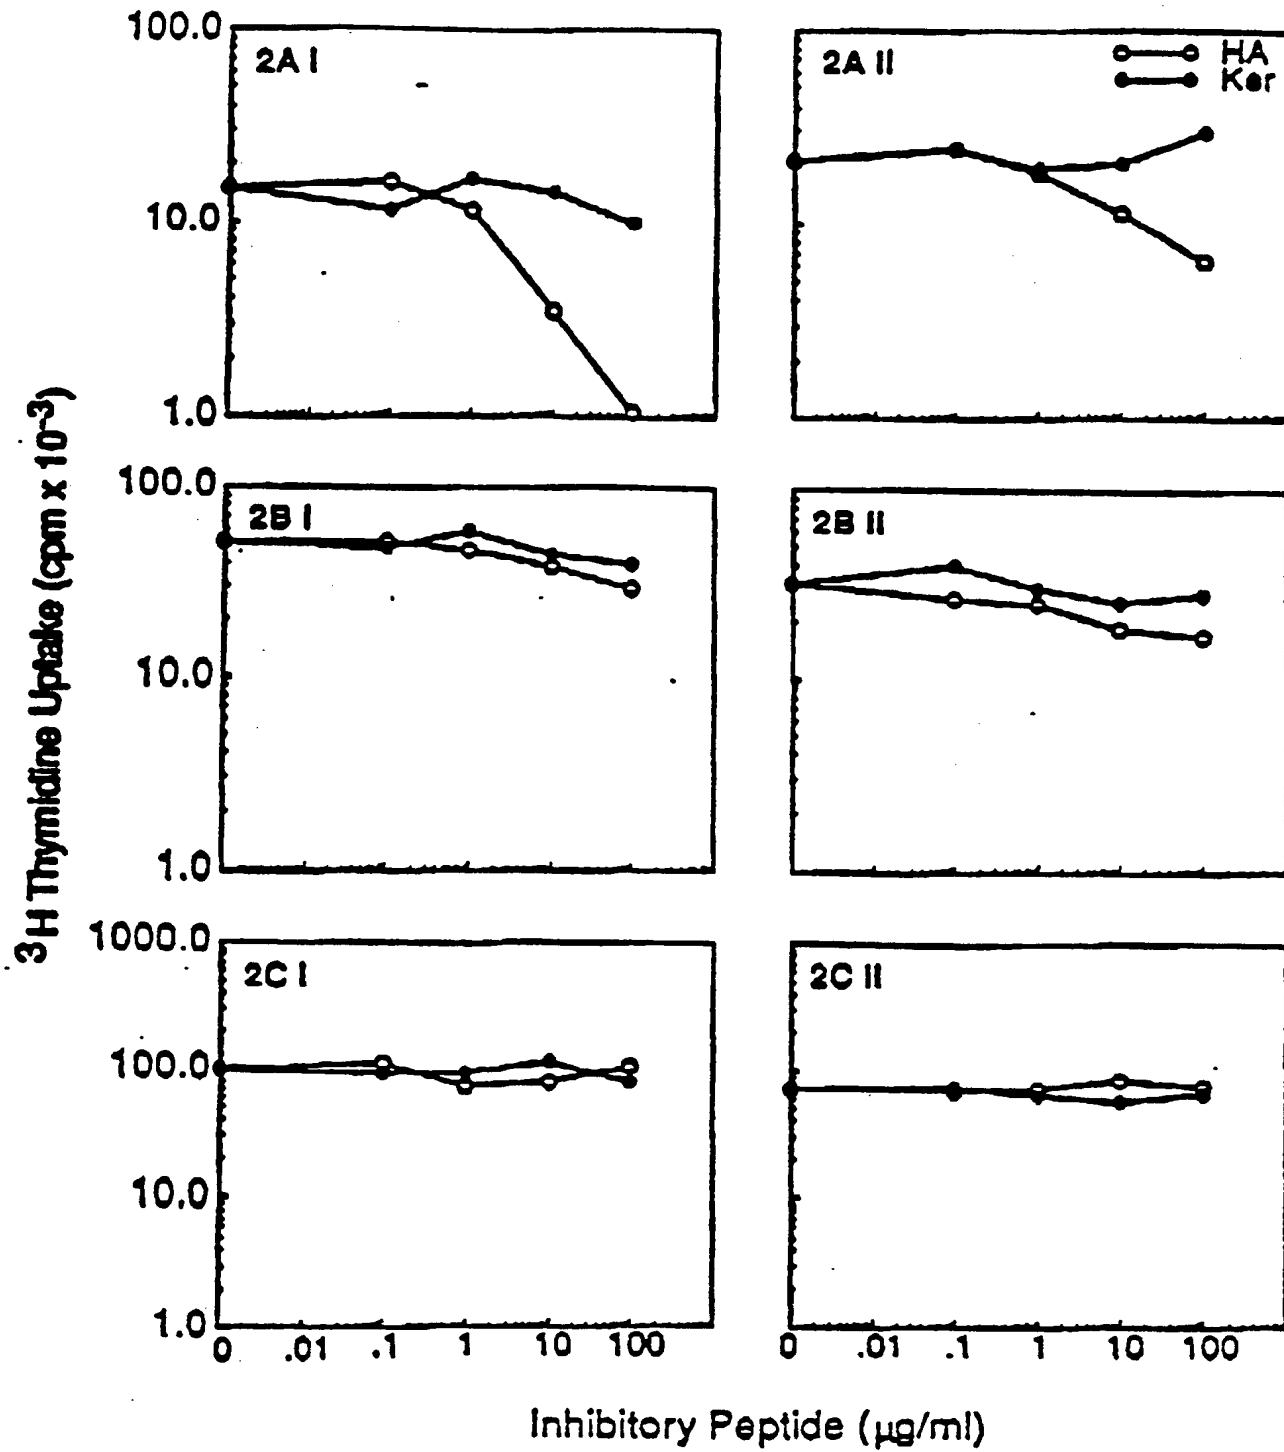 100.0
2A I
10.0
1.0
2A II
HA
Ker
100.0
2B I
10.0
1.0
2B II
1000.0
2C I
100.0
10.0
1.0
2C II
0 .01 .1 1 10 100
0 .01 .1 1 10 100
³H Thymidine Uptake (cpm x 10⁻³)
Inhibitory Peptide (µg/ml)